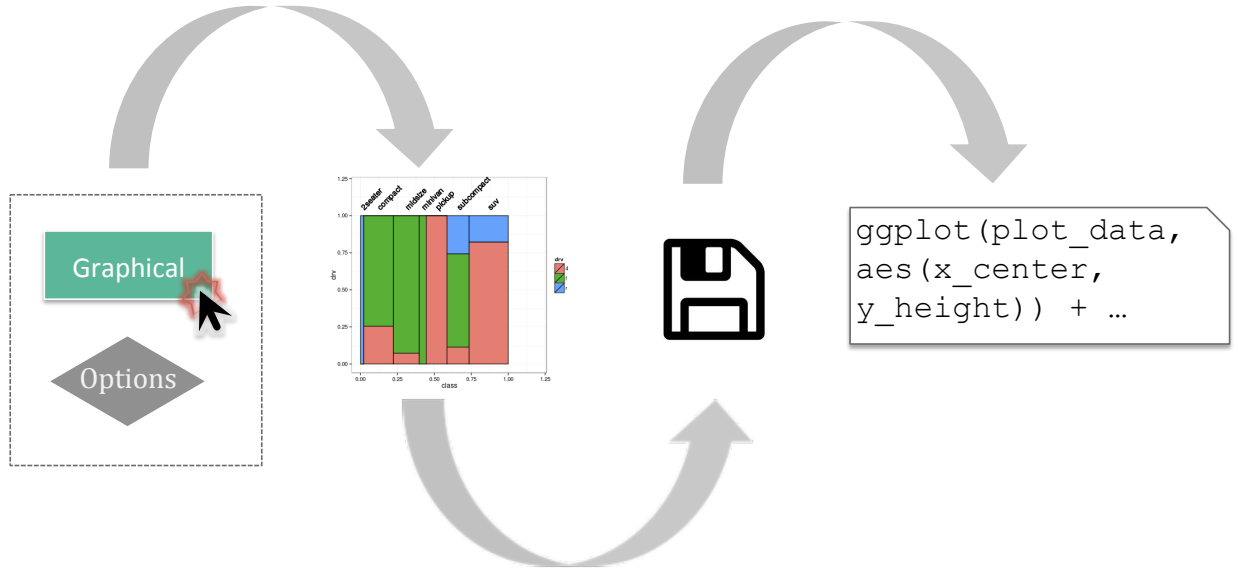 Graphical
Options
1.25
1.00
0.75
0.50
0.25
0.00
drv
2seater
compact
midsize
minivan
pickup
subcompact
suv
0.00 0.25 0.50 0.75 1.00 1.25
class
drv
4
f
r
ggplot(plot_data,
aes(x_center,
y_height)) + …